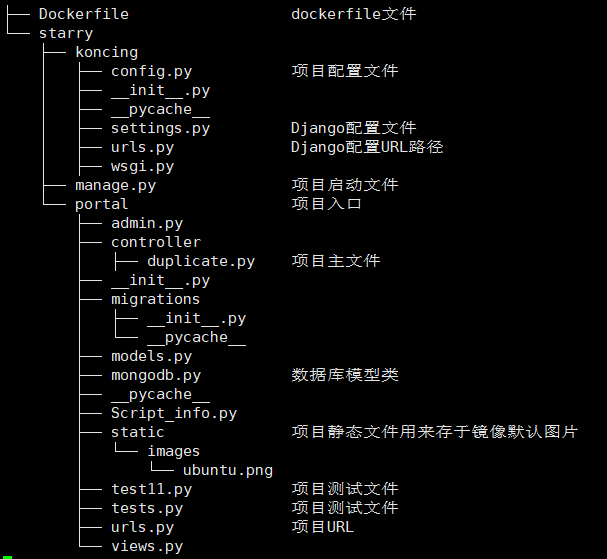 ├── Dockerfile                  dockerfile文件
└── starry
    ├── koncing
    │   ├── config.py           项目配置文件
    │   ├── __init__.py
    │   ├── __pycache__
    │   ├── settings.py         Django配置文件
    │   ├── urls.py             Django配置URL路径
    │   └── wsgi.py
    ├── manage.py               项目启动文件
    └── portal                  项目入口
        ├── admin.py
        ├── controller
        │   ├── duplicate.py    项目主文件
        ├── __init__.py
        ├── migrations
        │   ├── __init__.py
        │   └── __pycache__
        ├── models.py
        ├── mongodb.py          数据库模型类
        ├── __pycache__
        ├── Script_info.py
        ├── static              项目静态文件用来存于镜像默认图片
        │   └── images
        │       └── ubuntu.png
        ├── test11.py           项目测试文件
        ├── tests.py            项目测试文件
        ├── urls.py             项目URL
        └── views.py